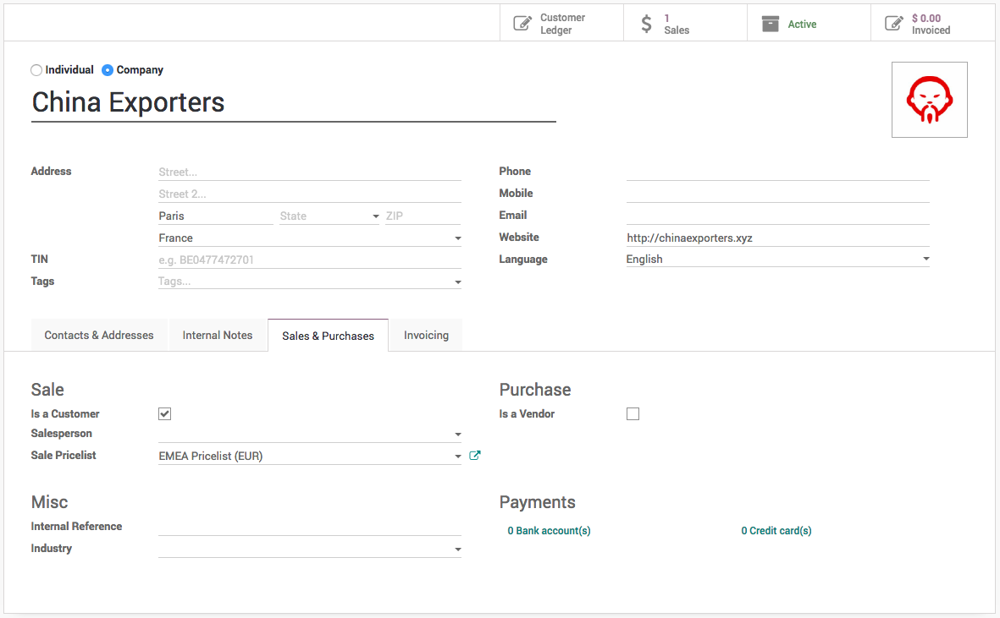 Customer
Ledger
1
Sales
Active
$ 0.00
Invoiced
Individual Company
China Exporters
Address Street...
Street 2...
Paris State ZIP
France
TIN e.g. BE0477472701
Tags Tags...
Phone
Mobile
Email
Website http://chinaexporters.xyz
Language English
Contacts & Addresses Internal Notes Sales & Purchases Invoicing
Sale
Is a Customer
Salesperson
Sale Pricelist EMEA Pricelist (EUR)
Purchase
Is a Vendor
Misc
Internal Reference
Industry
Payments
0 Bank account(s) 0 Credit card(s)